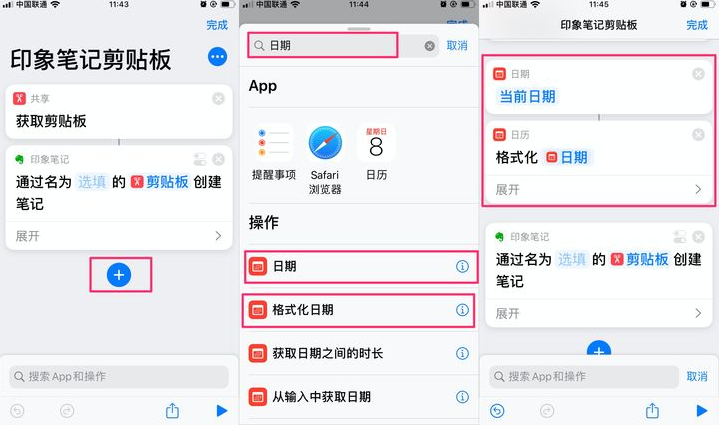 中国联通
11:43
完成
印象笔记剪贴板
共享
获取剪贴板
印象笔记
通过名为 选填 的 剪贴板 创建
笔记
展开
搜索 App 和操作
中国联通
11:44
完成
日期
取消
App
提醒事项
Safari
浏览器
星期日
8
日历
操作
日期
格式化日期
获取日期之间的时长
从输入中获取日期
中国联通
11:45
印象笔记剪贴板
完成
日期
当前日期
日历
格式化 日期
展开
印象笔记
通过名为 选填 的 剪贴板 创建
笔记
展开
搜索 App 和操作
取消